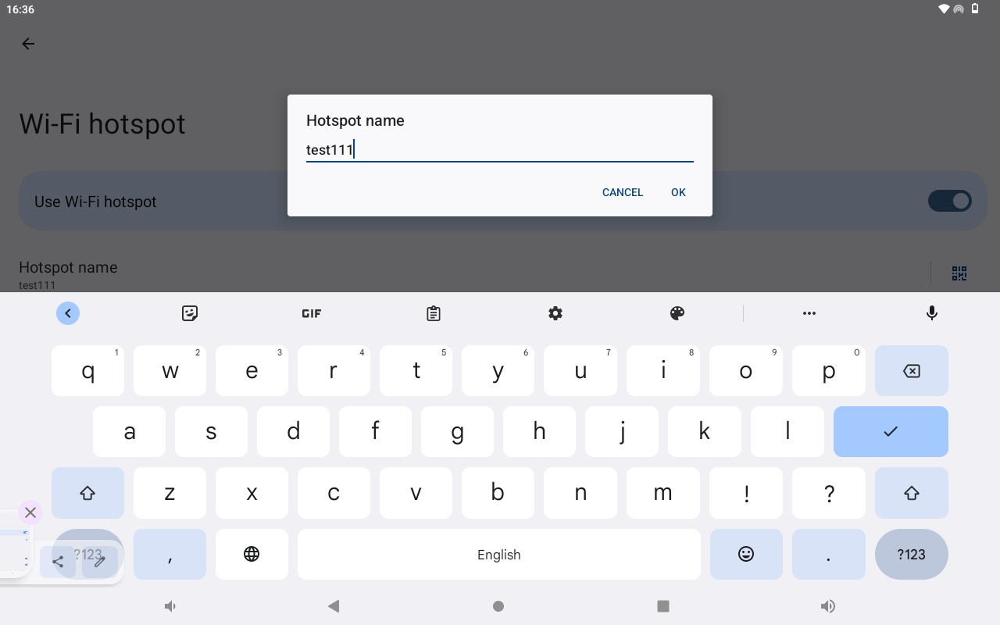 16:36
Wi-Fi hotspot
Hotspot name
test111
CANCEL OK
Use Wi-Fi hotspot
Hotspot name
test111
GIF
q 1 w 2 e 3 r 4 t 5 y 6 u 7 i 8 o 9 p 0
a s d f g h j k l
z x c v b n m ! ?
?123 , English . ?123